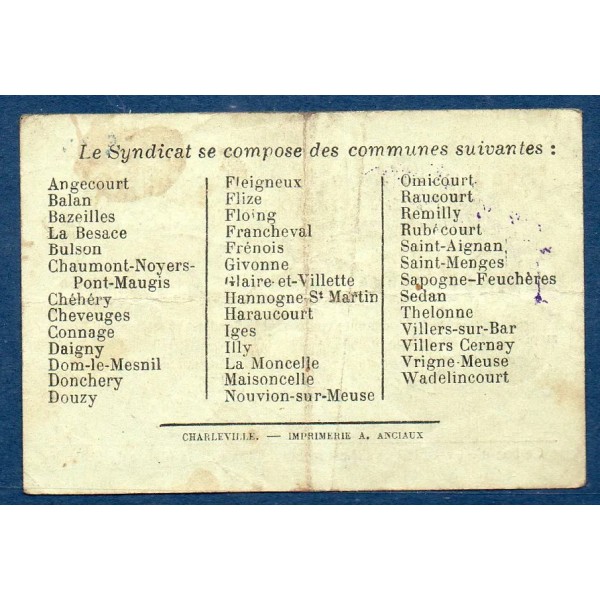 Le Syndicat se compose des communes suivantes :
Angecourt
Balan
Bazeilles
La Besace
Bulson
Chaumont-Noyers-
Pont-Maugis
Chéhéry
Cheveuges
Connage
Daigny
Dom-le-Mesnil
Donchery
Douzy
Fleigneux
Flize
Floing
Francheval
Frénois
Givonne
Glaire-et-Villette
Hannogne-St Martin
Haraucourt
Iges
Illy
La Moncelle
Maisoncelle
Nouvion-sur-Meuse
Omicourt
Raucourt
Remilly
Rubécourt
Saint-Aignan
Saint-Menges
Sapogne-Feuchères
Sedan
Thelonne
Villers-sur-Bar
Villers Cernay
Vrigne-Meuse
Wadelincourt
CHARLEVILLE. — IMPRIMERIE A. ANCIAUX